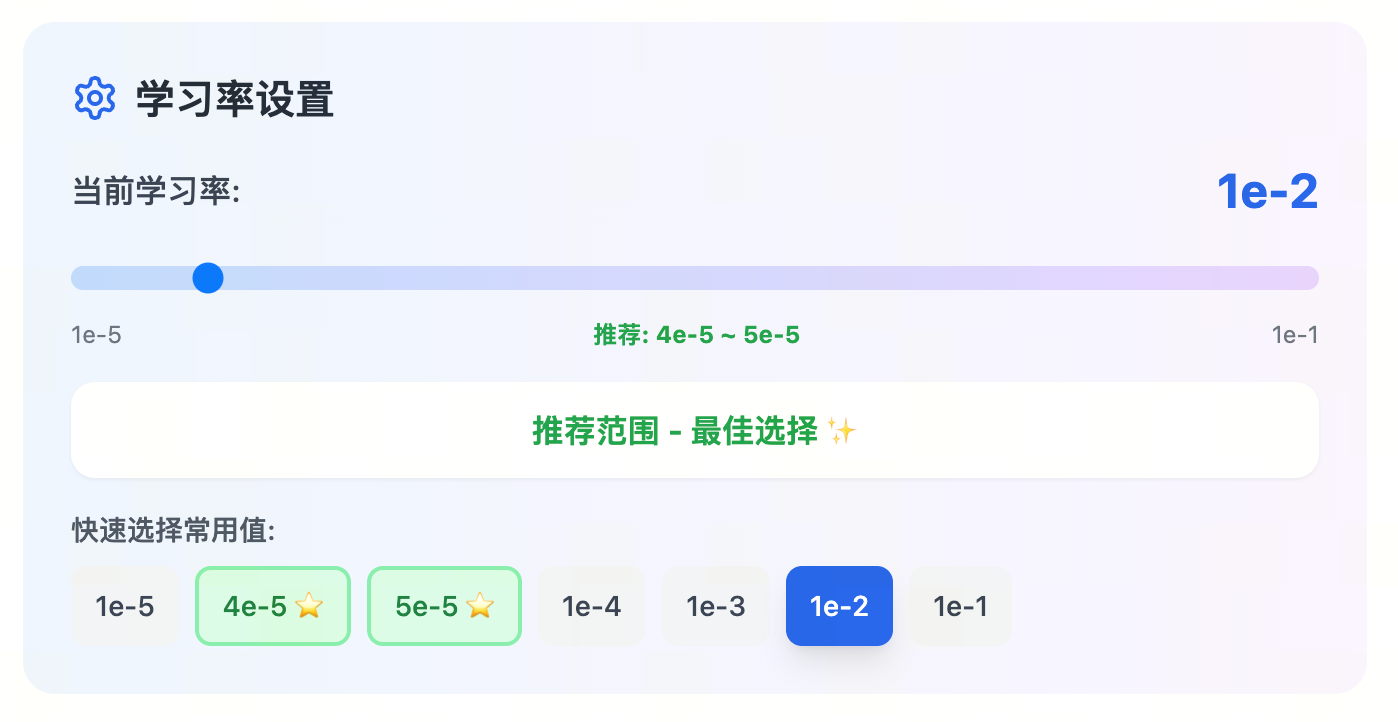 学习率设置
当前学习率: 1e-2
1e-5 推荐: 4e-5 ~ 5e-5 1e-1
推荐范围 - 最佳选择 ✨
快速选择常用值:
1e-5 4e-5 ⭐ 5e-5 ⭐ 1e-4 1e-3 1e-2 1e-1